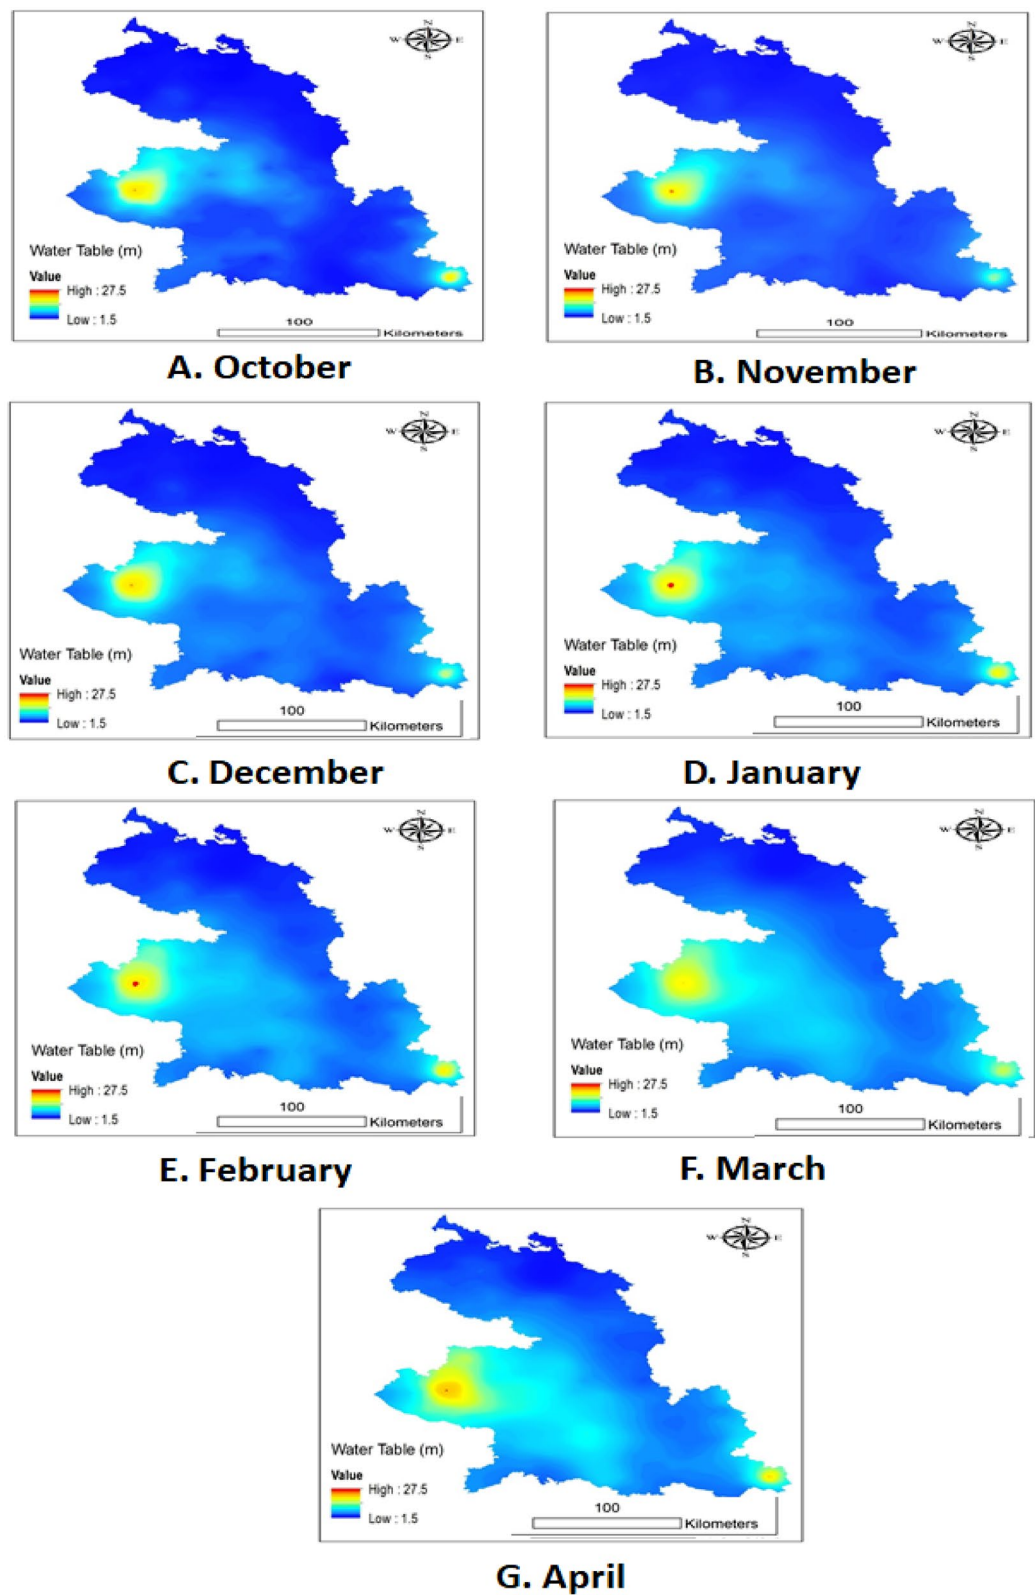 N
W E
S
Water Table (m)
Value
High : 27.5
Low : 1.5
100
Kilometers
A. October
N
W E
S
Water Table (m)
Value
High : 27.5
Low : 1.5
100
Kilometers
B. November
N
W E
S
Water Table (m)
Value
High : 27.5
Low : 1.5
100
Kilometers
C. December
N
W E
S
Water Table (m)
Value
High : 27.5
Low : 1.5
100
Kilometers
D. January
N
W E
S
Water Table (m)
Value
High : 27.5
Low : 1.5
100
Kilometers
E. February
N
W E
S
Water Table (m)
Value
High : 27.5
Low : 1.5
100
Kilometers
F. March
N
W E
S
Water Table (m)
Value
High : 27.5
Low : 1.5
100
Kilometers
G. April